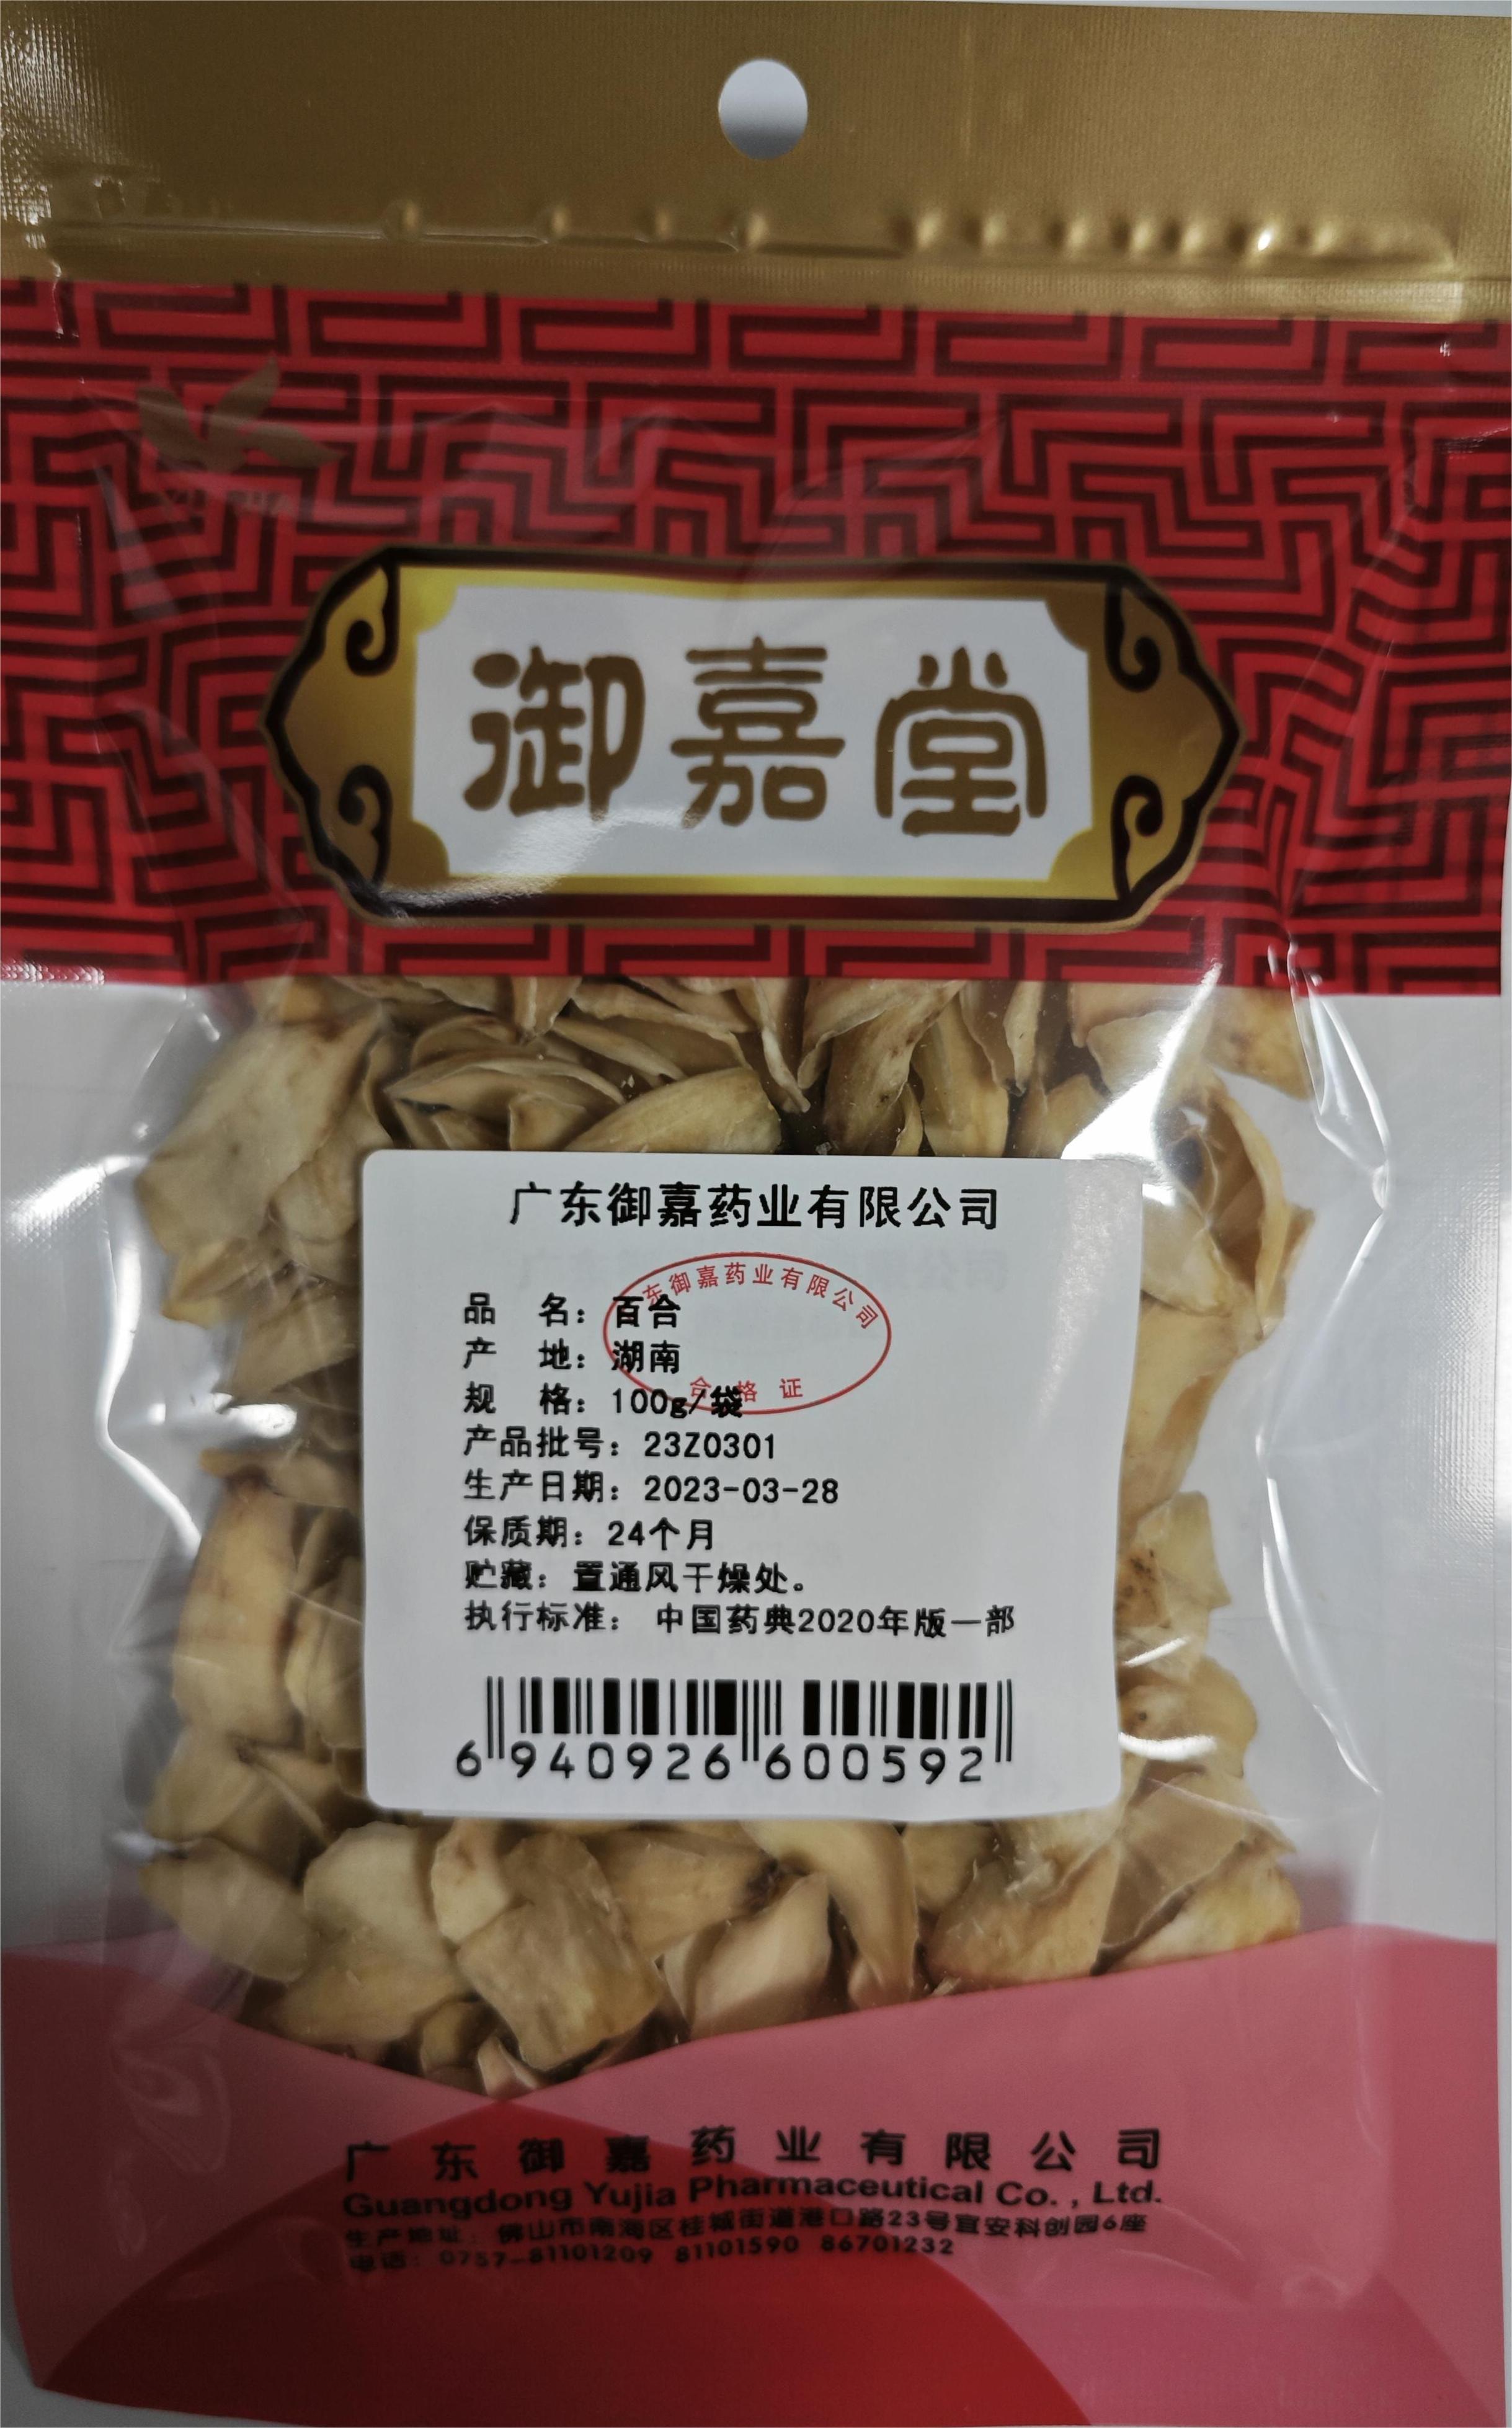 御嘉堂
广东御嘉药业有限公司
东御嘉药业有限公司
合格证
品 名：百合
产 地：湖南
规 格：100g/袋
产品批号：23Z0301
生产日期：2023-03-28
保质期：24个月
贮藏：置通风干燥处。
执行标准： 中国药典2020年版一部
6 940926 600592
广东御嘉药业有限公司
Guangdong Yujia Pharmaceutical Co., Ltd.
生产地址：佛山市南海区桂城街道港口路23号宜安科创园6座
电话：0757-81101209 81101590 86701232